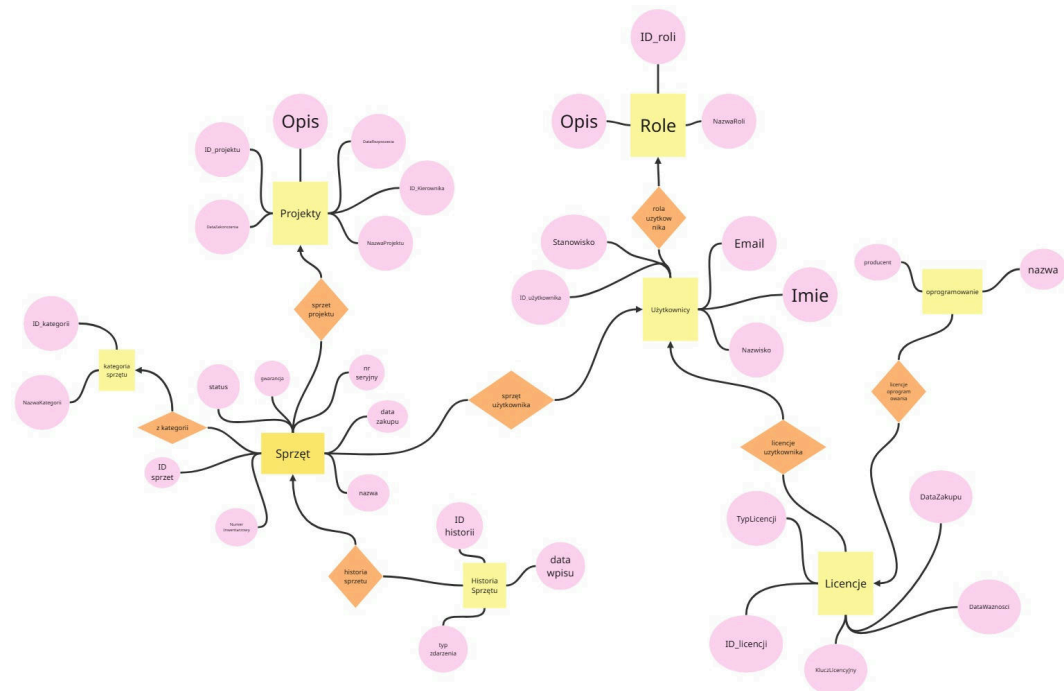 ID_roli
Opis
Role
NazwaRoli
rola
uzytkow
nika
Opis
ID_projektu
ID_Kierownika
Projekty
NazwaProjektu
Stanowisko
Email
ID_użytkownika
Imie
Użytkownicy
Nazwisko
producent
nazwa
oprogramowanie
sprzet
projektu
ID_kategorii
kategoria
sprzętu
NazwaKategorii
status
gwarancja
nr
seryjny
z kategorii
data
zakupu
Sprzęt
ID
sprzet
nazwa
sprzęt
użytkownika
licencje
oprogram
owania
licencje
uzytkownika
ID
historii
historia
sprzetu
Historia
Sprzętu
data
wpisu
typ
zdarzenia
TypLicencji
DataZakupu
Licencje
DataWaznosci
ID_licencji
KluczLicencyjny